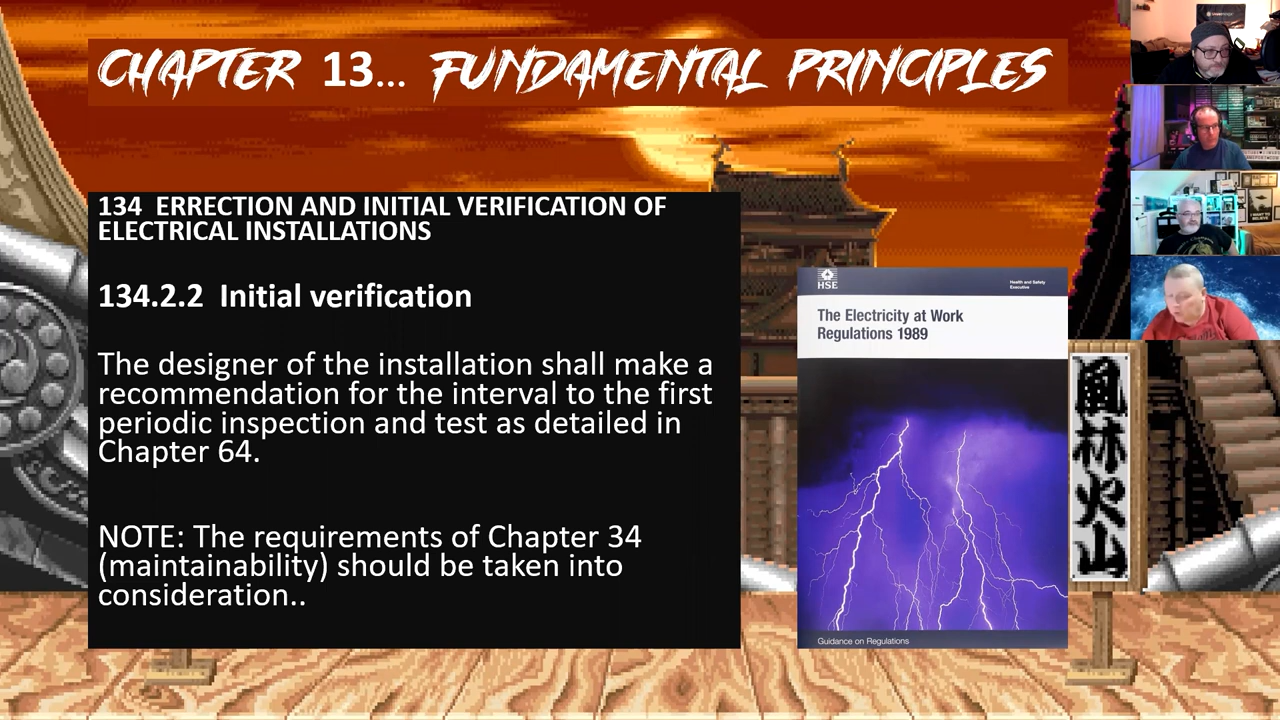 CHAPTER 13... FUNDAMENTAL PRINCIPLES
134 ERRECTION AND INITIAL VERIFICATION OF
ELECTRICAL INSTALLATIONS
134.2.2 Initial verification
The designer of the installation shall make a
recommendation for the interval to the first
periodic inspection and test as detailed in
Chapter 64.
NOTE: The requirements of Chapter 34
(maintainability) should be taken into
consideration..
HSE
Health and Safety
Executive
The Electricity at Work
Regulations 1989
Guidance on Regulations
風林火山
I WANT TO
BELIEVE